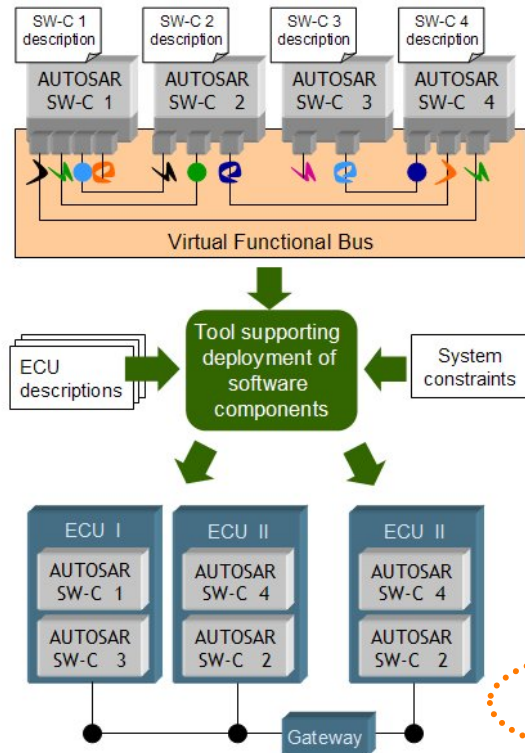 SW-C 1
description
SW-C 2
description
SW-C 3
description
SW-C 4
description
AUTOSAR
SW-C 1
AUTOSAR
SW-C 2
AUTOSAR
SW-C 3
AUTOSAR
SW-C 4
Virtual Functional Bus
Tool supporting
deployment of
software
components
ECU
descriptions
System
constraints
ECU I
AUTOSAR
SW-C 1
AUTOSAR
SW-C 3
ECU II
AUTOSAR
SW-C 4
AUTOSAR
SW-C 2
ECU II
AUTOSAR
SW-C 4
AUTOSAR
SW-C 2
Gateway